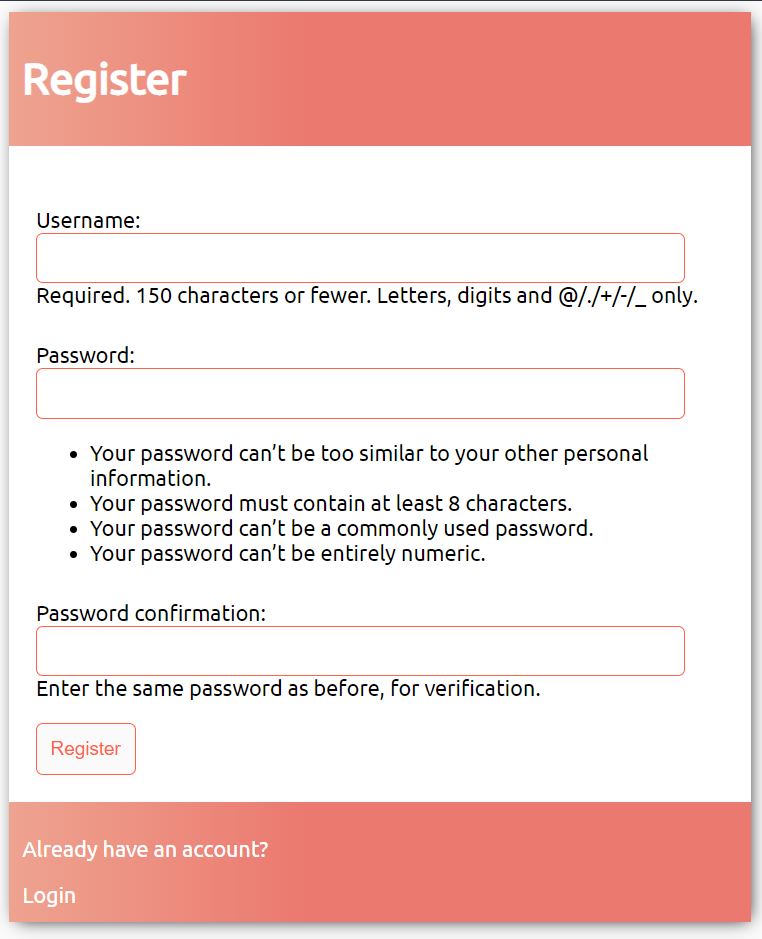 Register
Username:
Required. 150 characters or fewer. Letters, digits and @/./+/-/_ only.
Password:
• Your password can’t be too similar to your other personal
information.
• Your password must contain at least 8 characters.
• Your password can’t be a commonly used password.
• Your password can’t be entirely numeric.
Password confirmation:
Enter the same password as before, for verification.
Register
Already have an account?
Login